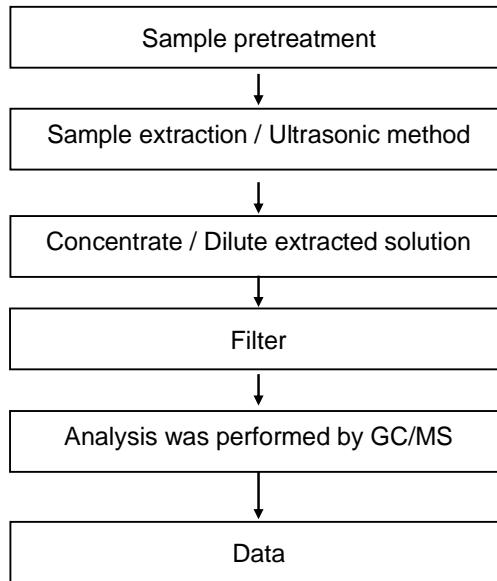 Sample pretreatment
Sample extraction / Ultrasonic method
Concentrate / Dilute extracted solution
Filter
Analysis was performed by GC/MS
Data